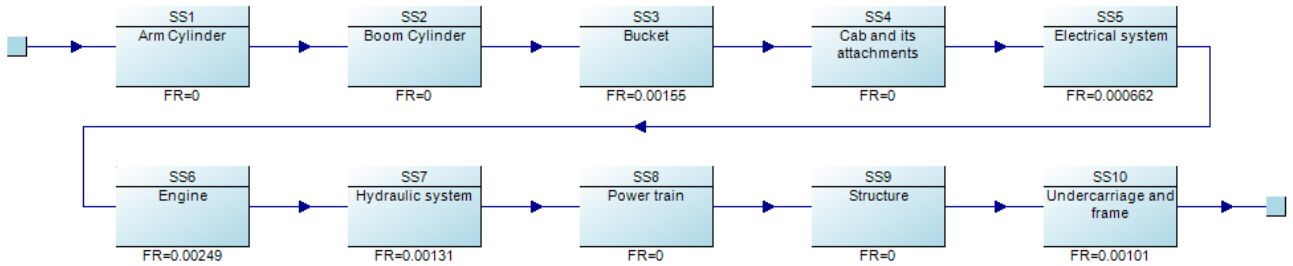 SS1
Arm Cylinder
FR=0
SS2
Boom Cylinder
FR=0
SS3
Bucket
FR=0.00155
SS4
Cab and its
attachments
FR=0
SS5
Electrical system
FR=0.000662
SS6
Engine
FR=0.00249
SS7
Hydraulic system
FR=0.00131
SS8
Power train
FR=0
SS9
Structure
FR=0
SS10
Undercarriage and
frame
FR=0.00101